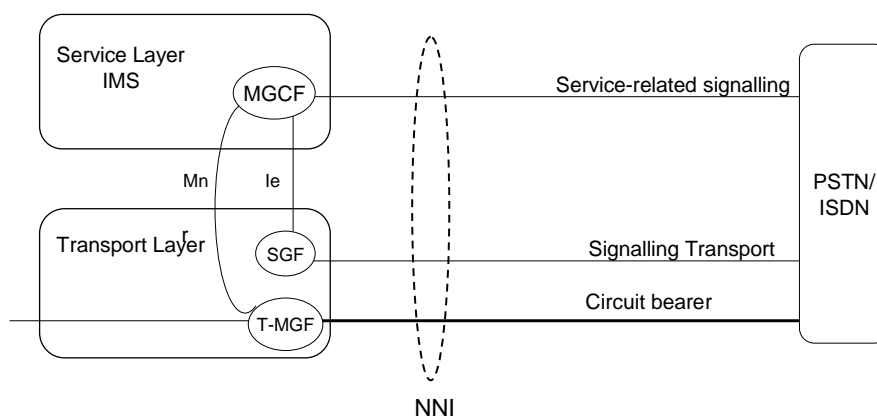 Service Layer
IMS
MGCF
Service-related signalling
Mn
Ie
PSTN/
ISDN
Transport Layer
r
SGF
Signalling Transport
T-MGF
Circuit bearer
NNI